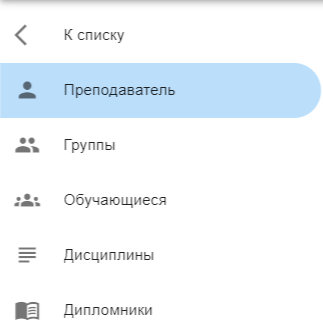 К списку
Преподаватель
Группы
Обучающиеся
Дисциплины
Дипломники